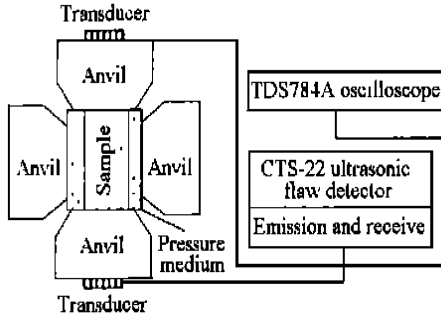 Transducer
Anvil
TDS784A oscilloscope
Anvil
Sample
Anvil
CTS-22 ultrasonic
flaw detector
Emission and receive
Anvil
Pressure
medium
Transducer